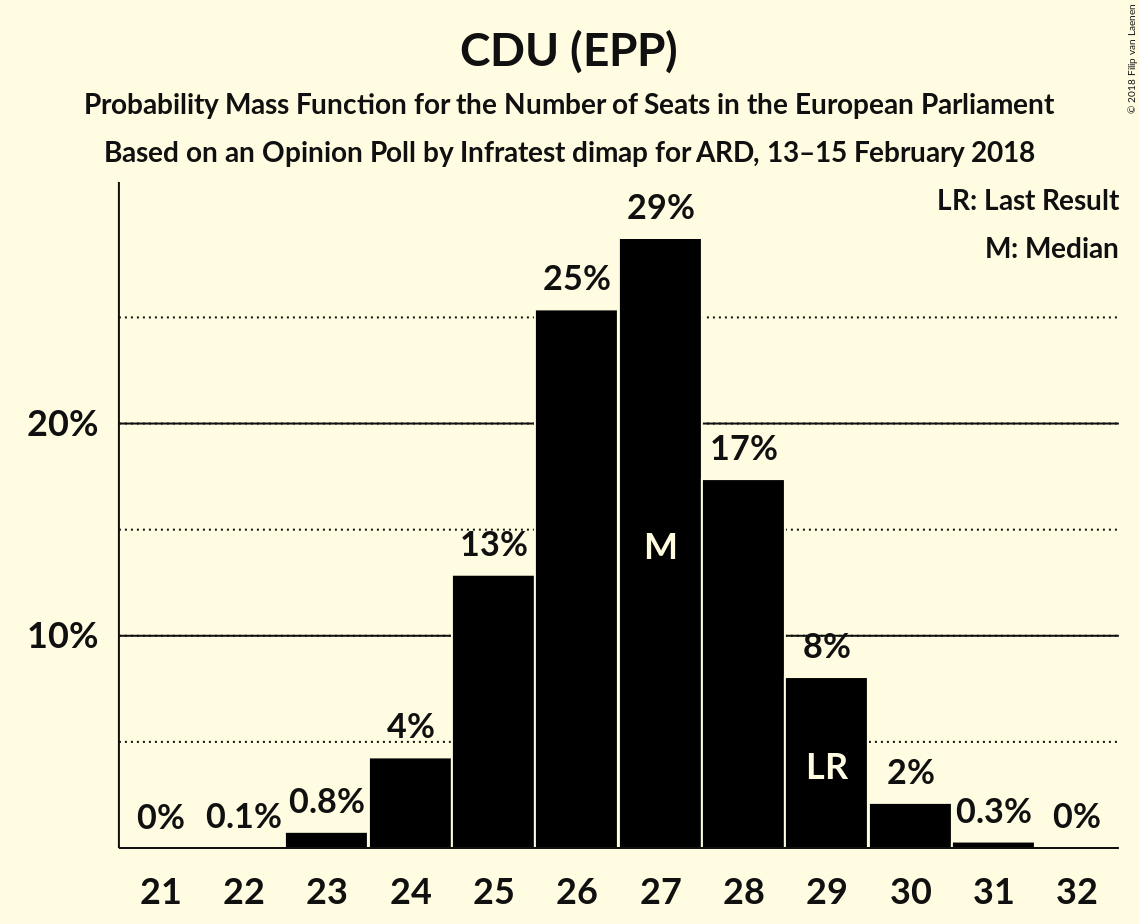 CDU (EPP)
Probability Mass Function for the Number of Seats in the European Parliament
Based on an Opinion Poll by Infratest dimap for ARD, 13–15 February 2018
© 2018 Filip van Laenen
LR: Last Result
M: Median
29%
25%
20%
17%
13%
M
10%
8%
4%
LR
2%
0%
0.1%
0.8%
0.3%
0%
21 22 23 24 25 26 27 28 29 30 31 32